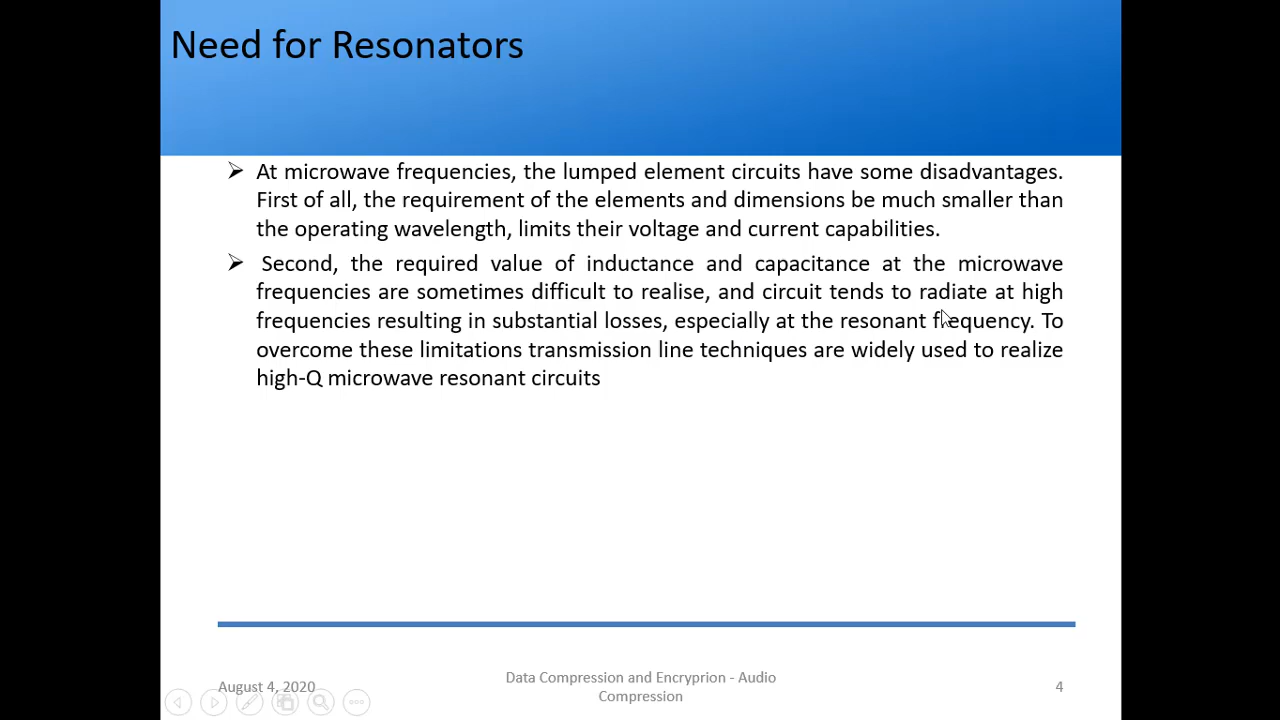 Need for Resonators
At microwave frequencies, the lumped element circuits have some disadvantages.
First of all, the requirement of the elements and dimensions be much smaller than
the operating wavelength, limits their voltage and current capabilities.
Second, the required value of inductance and capacitance at the microwave
frequencies are sometimes difficult to realise, and circuit tends to radiate at high
frequencies resulting in substantial losses, especially at the resonant frequency. To
overcome these limitations transmission line techniques are widely used to realize
high-Q microwave resonant circuits
Data Compression and Encryprion - Audio
Compression
August 4, 2020
4